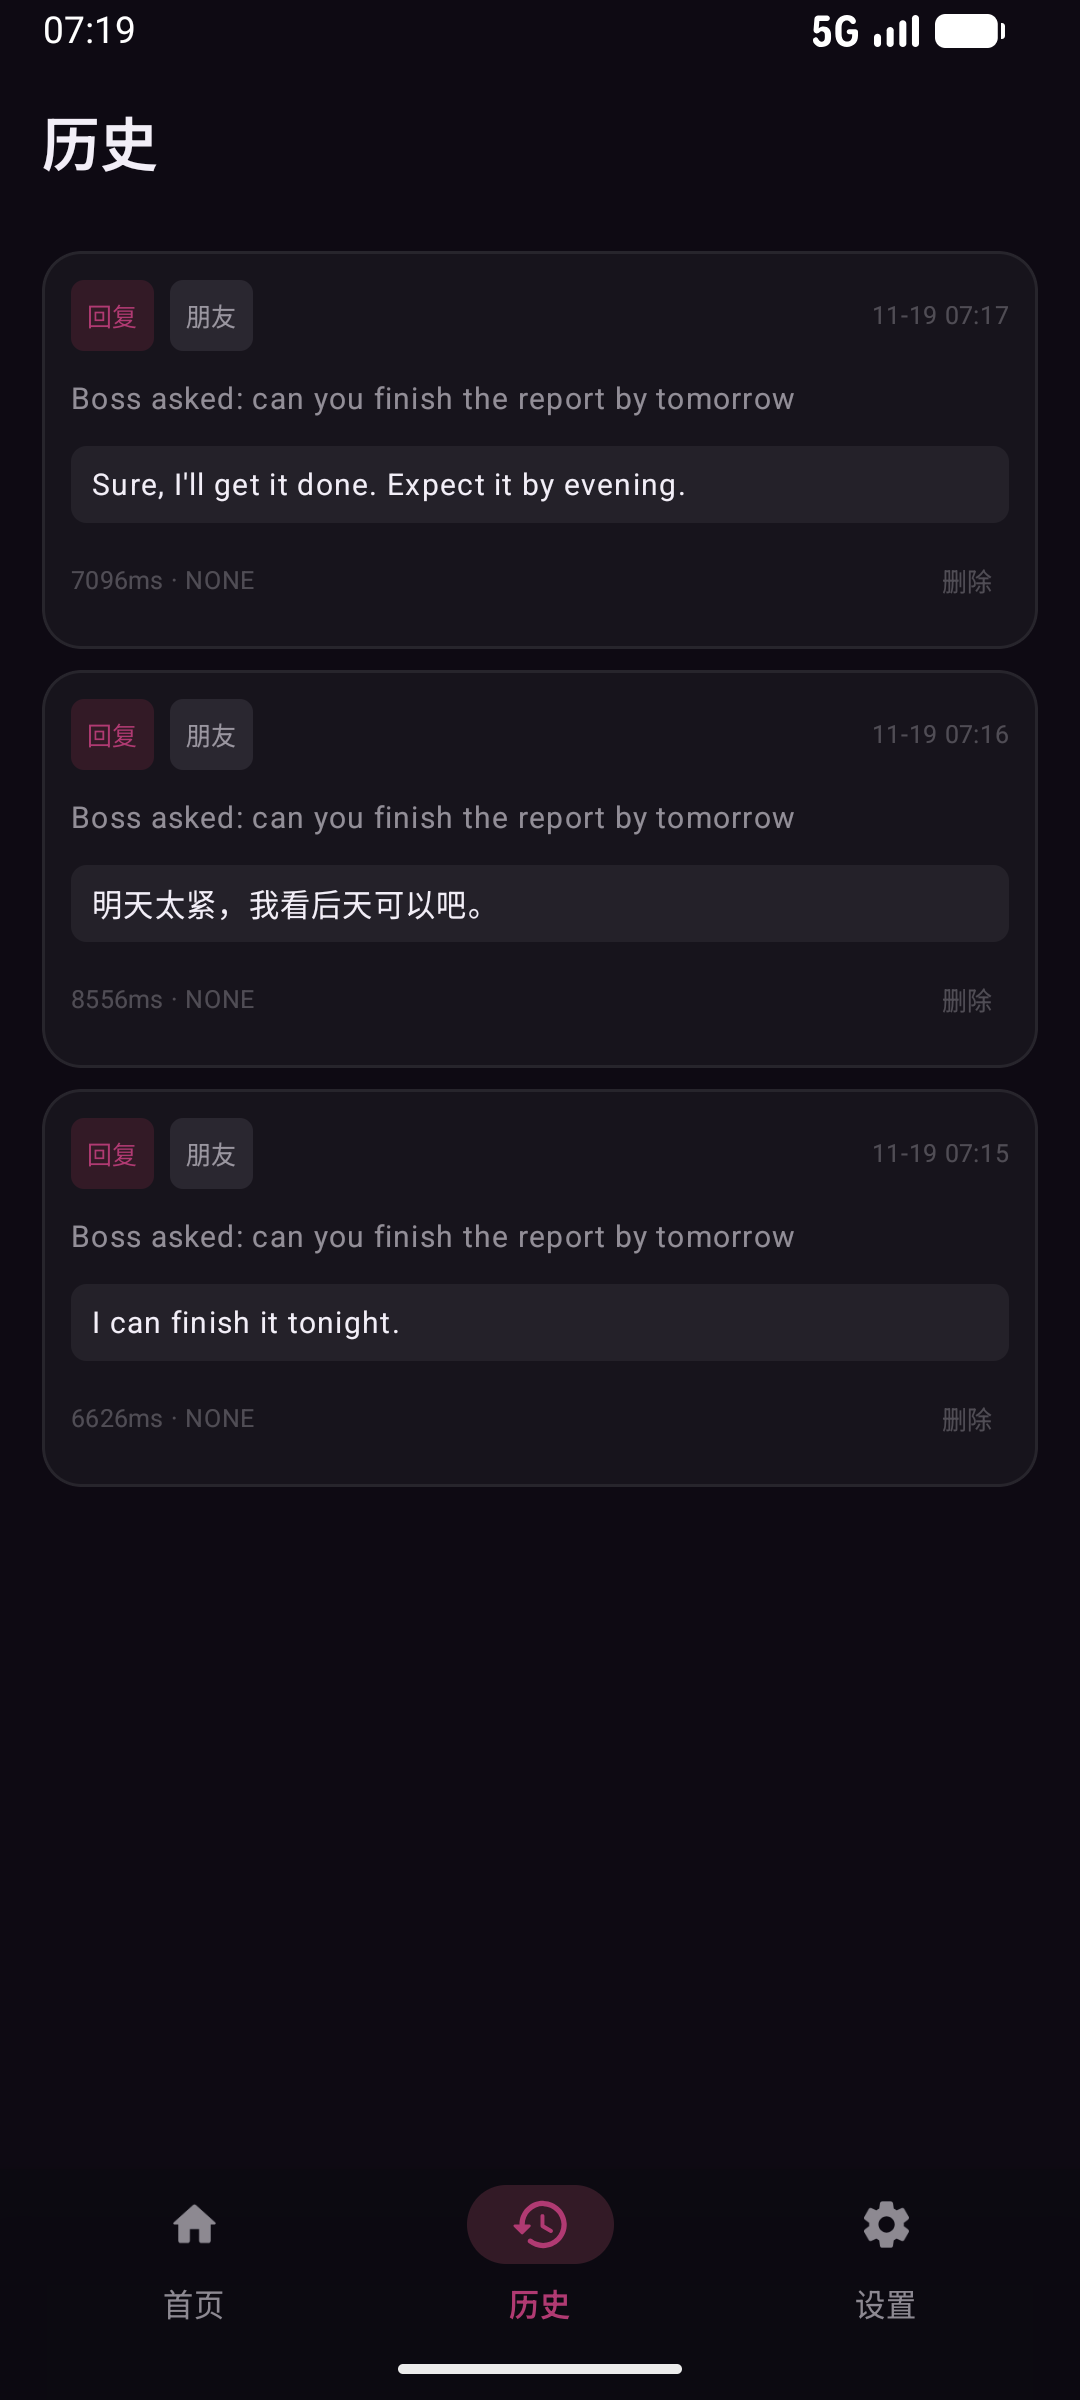 07:19
5G
历史
回复 朋友 11-19 07:17
Boss asked: can you finish the report by tomorrow
Sure, I'll get it done. Expect it by evening.
7096ms · NONE 删除
回复 朋友 11-19 07:16
Boss asked: can you finish the report by tomorrow
明天太紧，我看后天可以吧。
8556ms · NONE 删除
回复 朋友 11-19 07:15
Boss asked: can you finish the report by tomorrow
I can finish it tonight.
6626ms · NONE 删除
首页 历史 设置